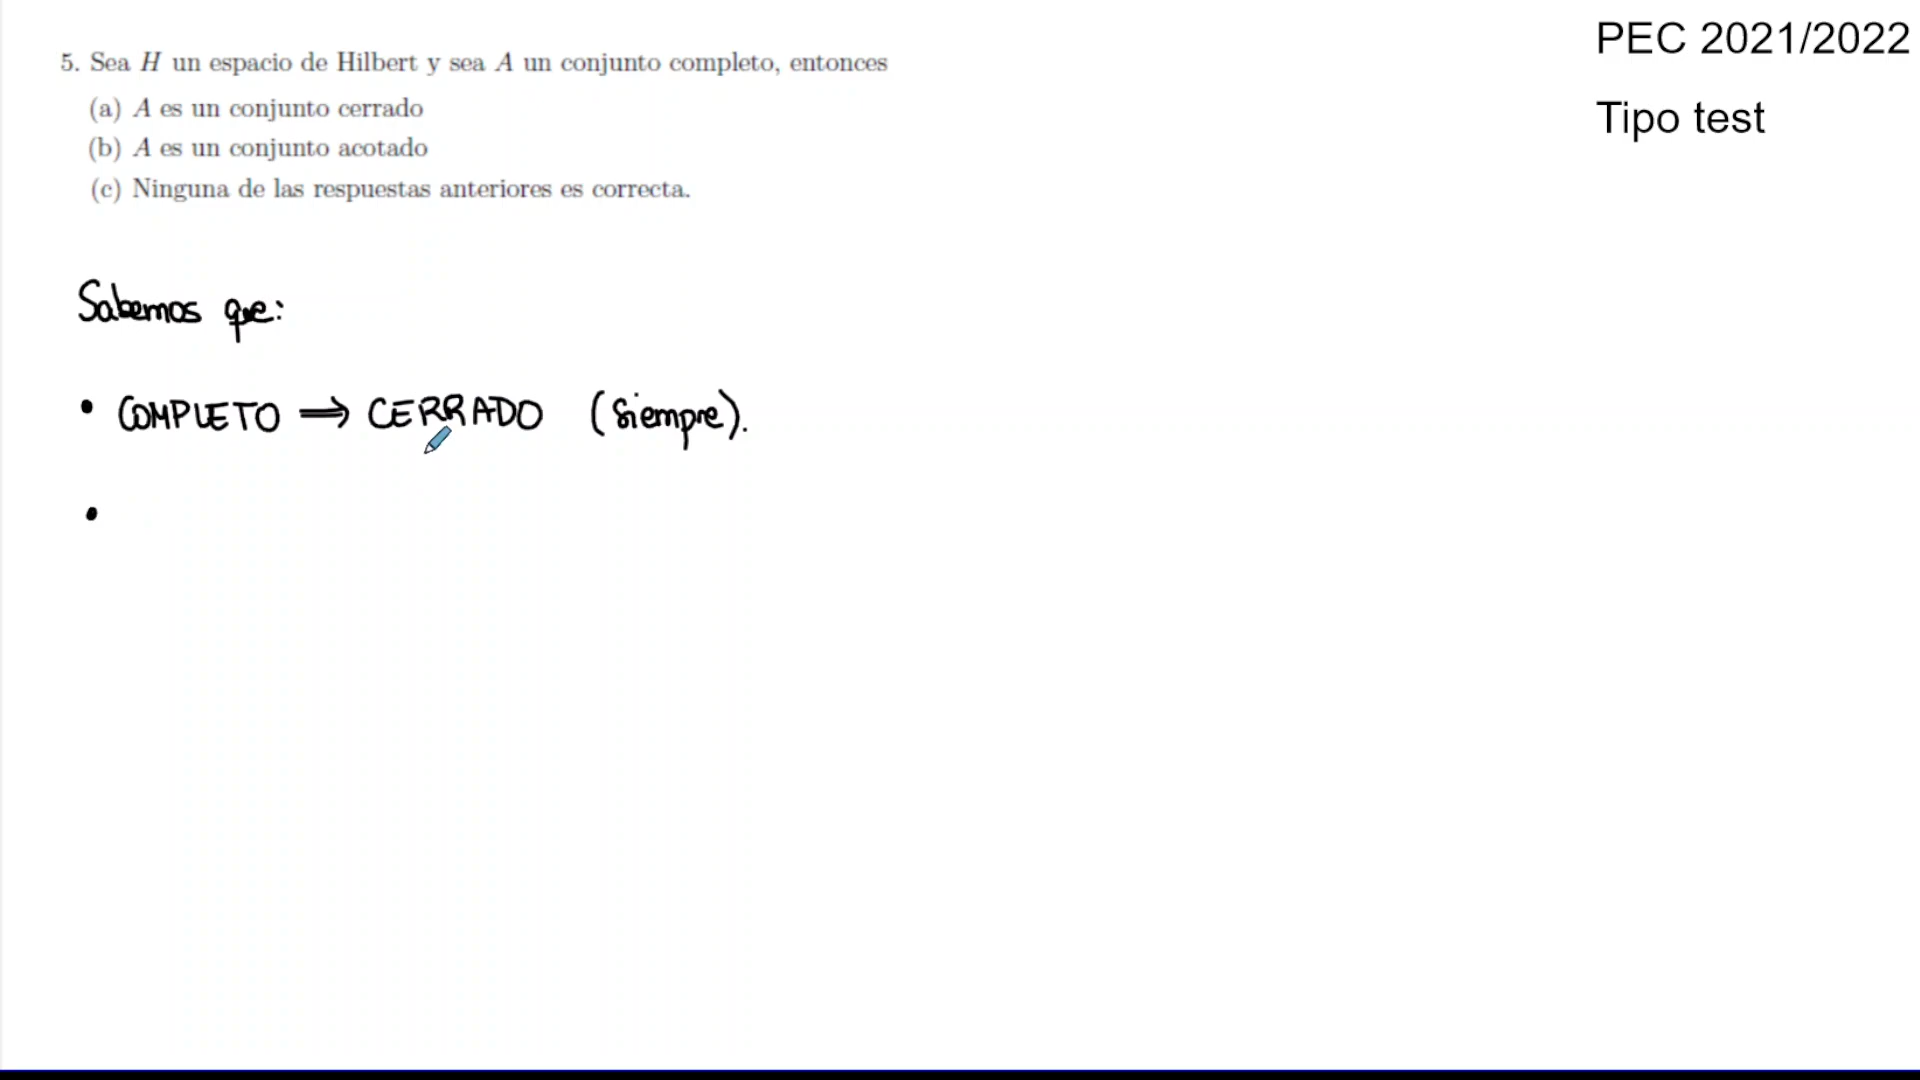 PEC 2021/2022
Tipo test
5. Sea H un espacio de Hilbert y sea A un conjunto completo, entonces
(a) A es un conjunto cerrado
(b) A es un conjunto acotado
(c) Ninguna de las respuestas anteriores es correcta.
Sabemos que:
• COMPLETO ⟹ CERRADO (Siempre).
•